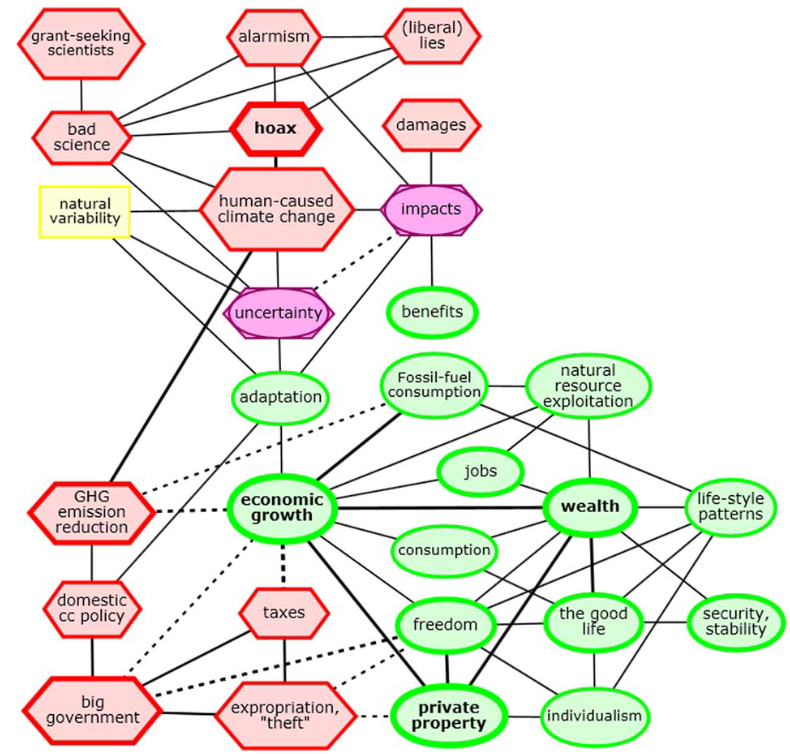 grant-seeking
scientists
alarmism
(liberal)
lies
bad
science
hoax
damages
natural
variability
human-caused
climate change
impacts
uncertainty
benefits
adaptation
Fossil-fuel
consumption
natural
resource
exploitation
jobs
GHG
emission
reduction
economic
growth
wealth
life-style
patterns
consumption
domestic
cc policy
taxes
freedom
the good
life
security,
stability
big
government
expropriation,
"theft"
private
property
individualism